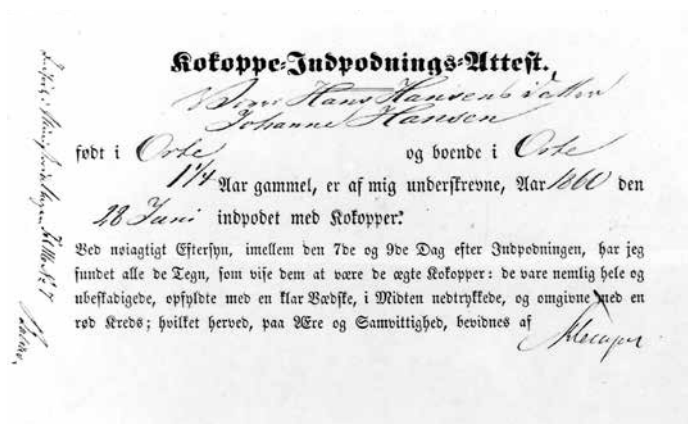 Kokoppe-Indpodnings-Attest.
Hans Hansens Datter
Johanne Hansen
født i Orte og boende i Orte
1 1/4 Aar gammel, er af mig underskrevne, Aar 1860 den
28 Juni indpodet med Kokopper.
Ved nøiagtigt Eftersyn, imellem den 7de og 9de Dag efter Indpodningen, har jeg
fundet alle de Tegn, som vise dem at være de ægte Kokopper: de vare nemlig hele og
ubeskadigede, opfyldte med en klar Vædske, i Midten nedtrykkede, og omgivne med en
rød Kreds; hvilket herved, paa Ære og Samvittighed, bevidnes af